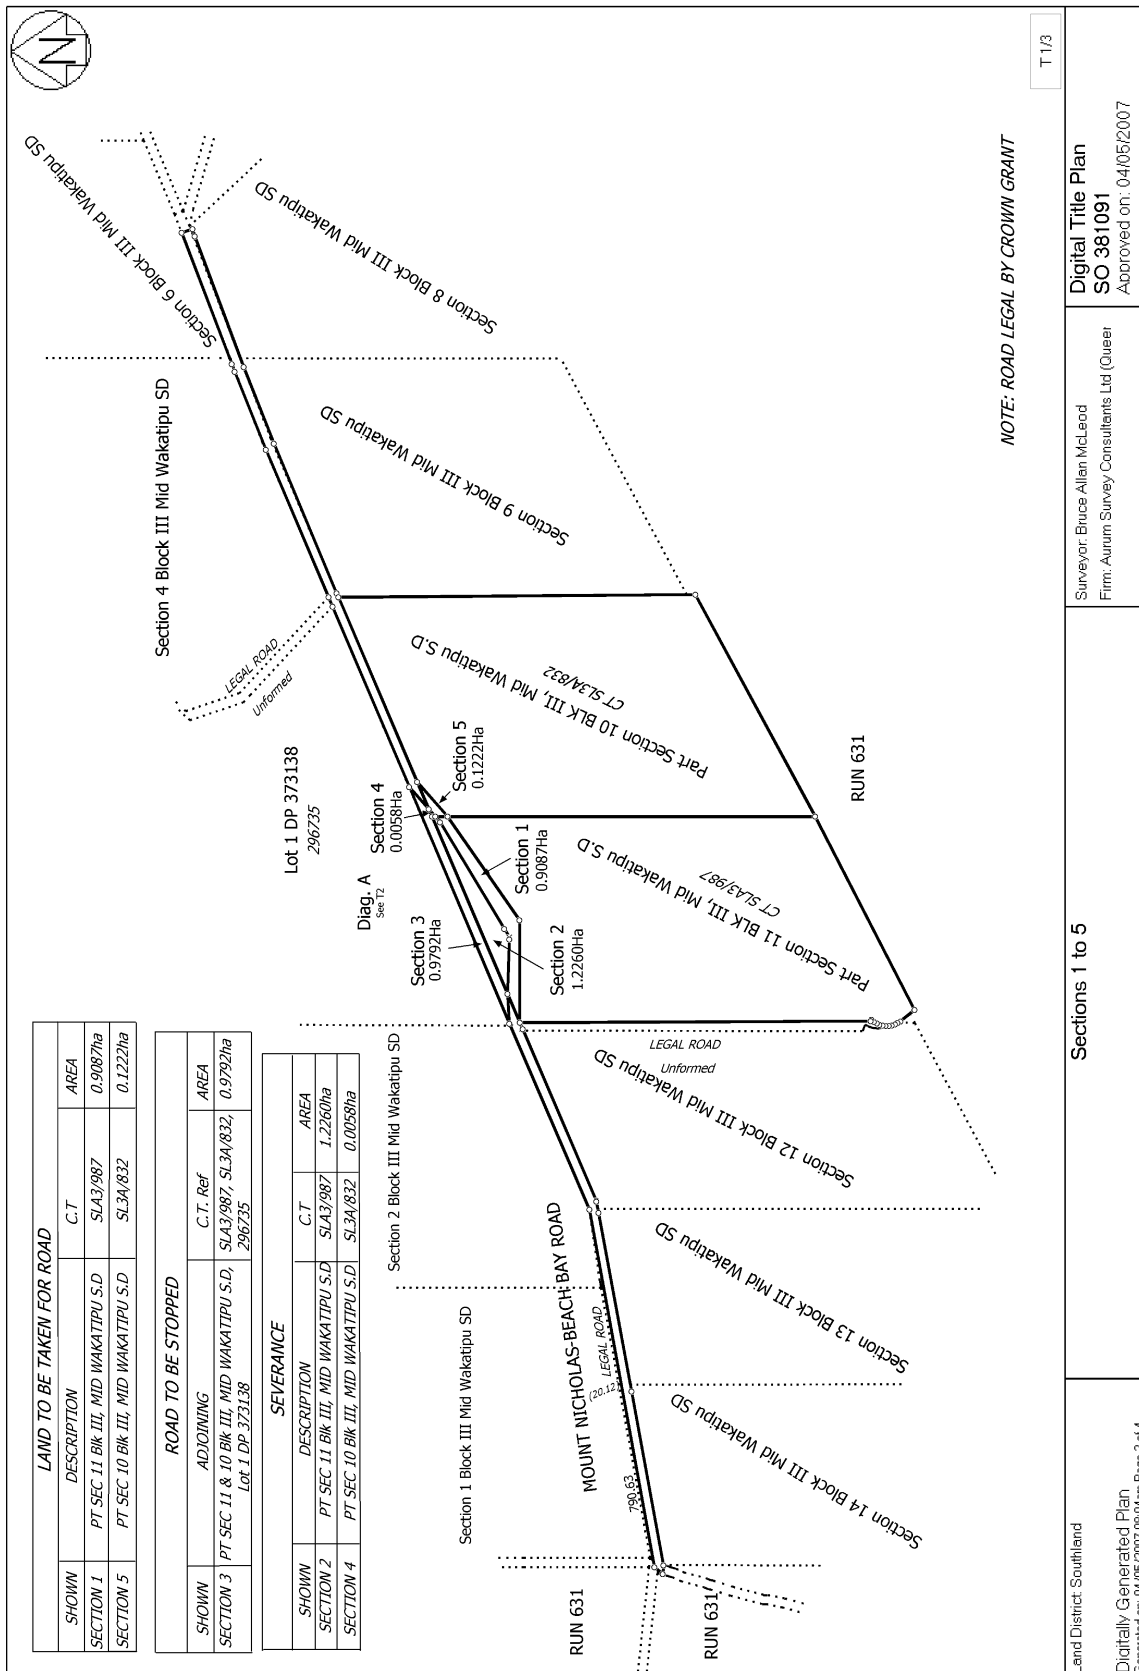 LAND TO BE TAKEN FOR ROAD
SHOWN DESCRIPTION C.T AREA
SECTION 1 PT SEC 11 Blk III, MID WAKATIPU S.D SLA3/987 0.9087ha
SECTION 5 PT SEC 10 Blk III, MID WAKATIPU S.D SL3A/832 0.1222ha
ROAD TO BE STOPPED
SHOWN ADJOINING C.T. Ref AREA
SECTION 3 PT SEC 11 & 10 Blk III, MID WAKATIPU S.D, SLA3/987, SL3A/832, 0.9792ha
Lot 1 DP 373138 296735
SEVERANCE
SHOWN DESCRIPTION C.T AREA
SECTION 2 PT SEC 11 Blk III, MID WAKATIPU S.D SLA3/987 1.2260ha
SECTION 4 PT SEC 10 Blk III, MID WAKATIPU S.D SL3A/832 0.0058ha
N
Section 6 Block III Mid Wakatipu SD
Section 8 Block III Mid Wakatipu SD
Section 4 Block III Mid Wakatipu SD
Section 9 Block III Mid Wakatipu SD
LEGAL ROAD
Unformed
Lot 1 DP 373138
296735
Part Section 10 BLK III, Mid Wakatipu S.D
CT SL3A/832
Section 5
0.1222Ha
Section 4
0.0058Ha
Diag. A
See T2
Section 1
0.9087Ha
Section 3
0.9792Ha
Section 2
1.2260Ha
Part Section 11 BLK III, Mid Wakatipu S.D
CT SLA3/987
RUN 631
Section 2 Block III Mid Wakatipu SD
LEGAL ROAD
Unformed
Section 12 Block III Mid Wakatipu SD
Section 1 Block III Mid Wakatipu SD
MOUNT NICHOLAS-BEACH BAY ROAD
LEGAL ROAD
(20.12)
790.63
Section 13 Block III Mid Wakatipu SD
Section 14 Block III Mid Wakatipu SD
RUN 631
RUN 631
NOTE: ROAD LEGAL BY CROWN GRANT
T 1/3
Land District: Southland
Digitally Generated Plan
Sections 1 to 5
Surveyor: Bruce Allan McLeod
Firm: Aurum Survey Consultants Ltd (Queer
Digital Title Plan
SO 381091
Approved on: 04/05/2007